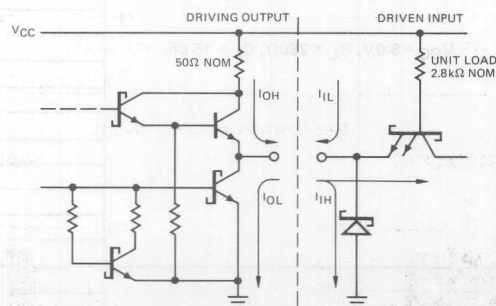 DRIVING OUTPUT
DRIVEN INPUT
VCC
50Ω NOM
UNIT LOAD
2.8kΩ NOM
IOH
IIL
IOL
IIH